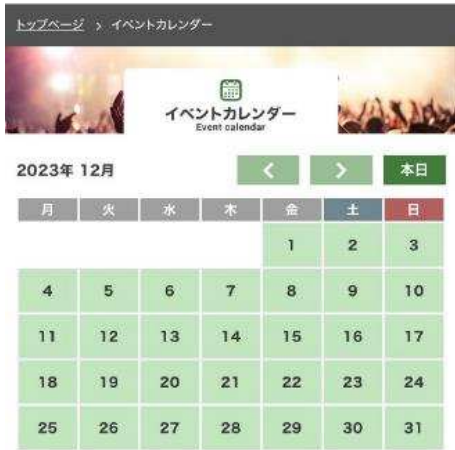 トップページ > イベントカレンダー
イベントカレンダー
Event calendar
2023年 12月 < > 本日
月 火 水 木 金 土 日
1 2 3
4 5 6 7 8 9 10
11 12 13 14 15 16 17
18 19 20 21 22 23 24
25 26 27 28 29 30 31